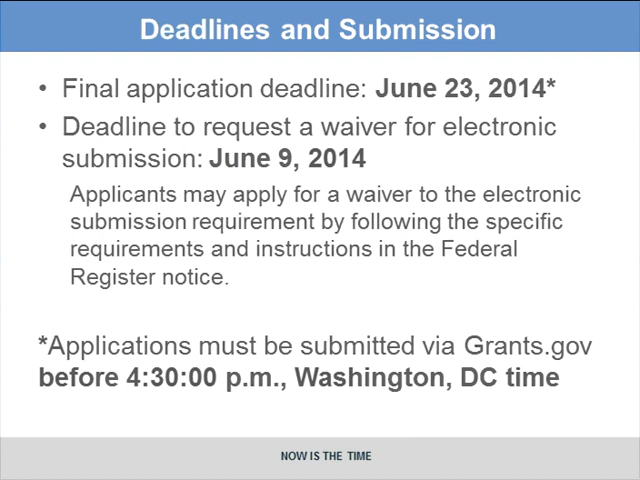 Deadlines and Submission
• Final application deadline: June 23, 2014*
• Deadline to request a waiver for electronic
submission: June 9, 2014
Applicants may apply for a waiver to the electronic
submission requirement by following the specific
requirements and instructions in the Federal
Register notice.
*Applications must be submitted via Grants.gov
before 4:30:00 p.m., Washington, DC time
NOW IS THE TIME